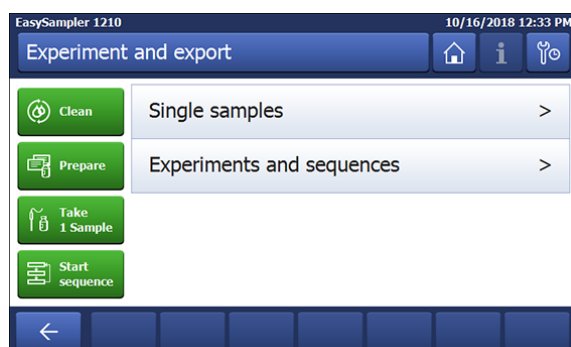 EasySampler 1210
10/16/2018 12:33 PM
Experiment and export
Clean
Single samples >
Prepare
Experiments and sequences >
Take
1 Sample
Start
sequence